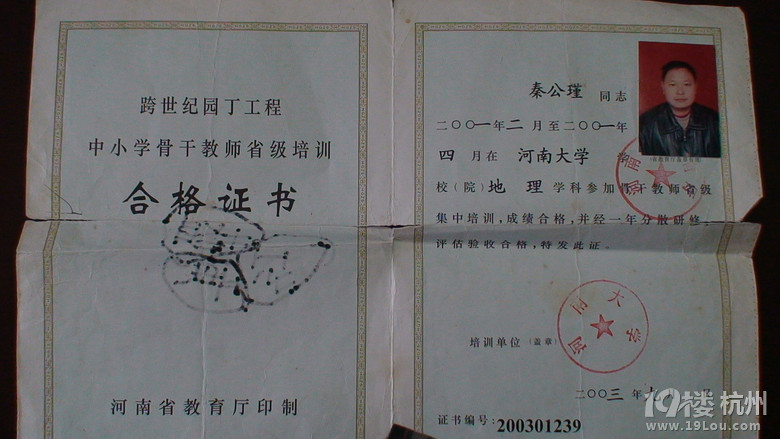 跨世纪园丁工程
中小学骨干教师省级培训
合格证书
河南省教育厅印制
秦公瑾 同志
二〇〇一年二月至二〇〇一年
四月在 河南大学
校（院）地理学科参加骨干教师省级
集中培训，成绩合格，并经一年分散研修，
评估验收合格，特发此证。
培训单位（盖章）
河南大学
二〇〇三年
证书编号：200301239
19楼 杭州
www.19Lou.com